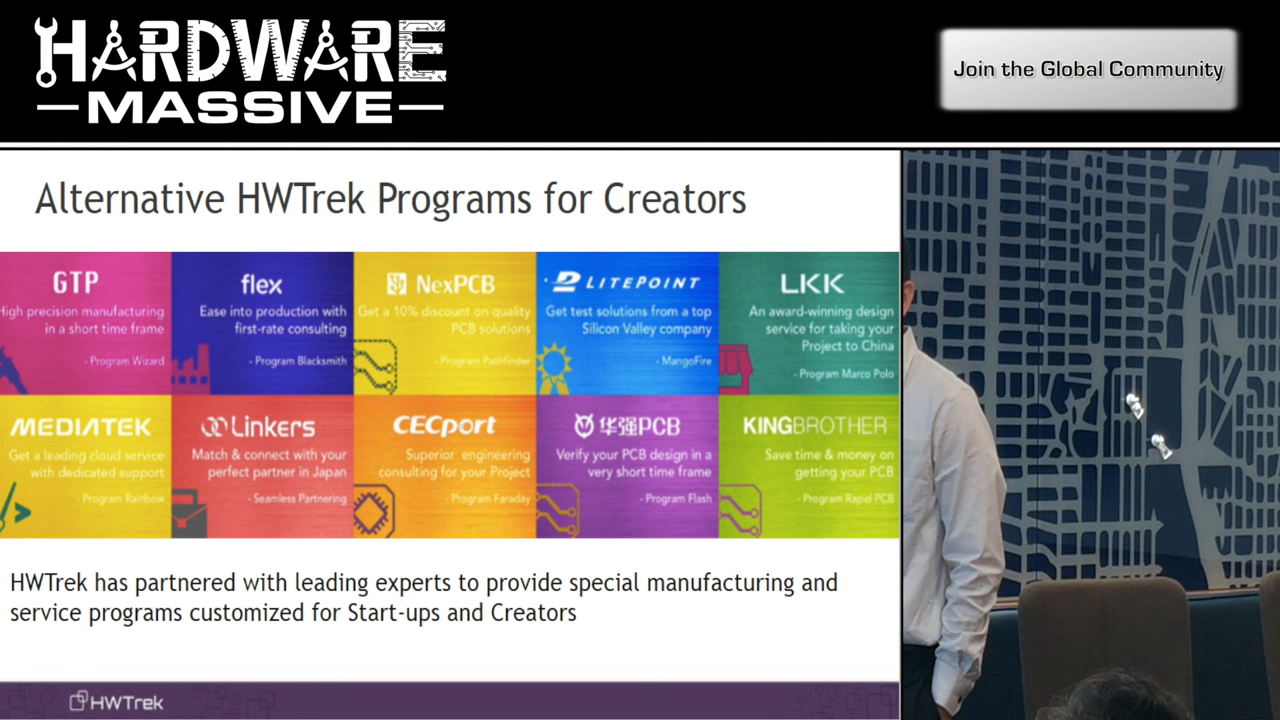 HARDWARE
MASSIVE
Join the Global Community
Alternative HWTrek Programs for Creators
GTP
High precision manufacturing
in a short time frame
- Program Wizard
flex
Ease into production with
first-rate consulting
- Program Blacksmith
NexPCB
Get a 10% discount on quality
PCB solutions
- Program Pathfinder
LITEPOINT
Get test solutions from a top
Silicon Valley company
- MangoFire
LKK
An award-winning design
service for taking your
Project to China
- Program Marco Polo
MEDIATEK
Get a leading cloud service
with dedicated support
- Program Rainbow
Linkers
Match & connect with your
perfect partner in Japan
- Seamless Partnering
CECport
Superior engineering
consulting for your Project
- Program Faraday
华强PCB
Verify your PCB design in a
very short time frame
- Program Flash
KINGBROTHER
Save time & money on
getting your PCB
- Program Rapid PCB
HWTrek has partnered with leading experts to provide special manufacturing and
service programs customized for Start-ups and Creators
HWTrek